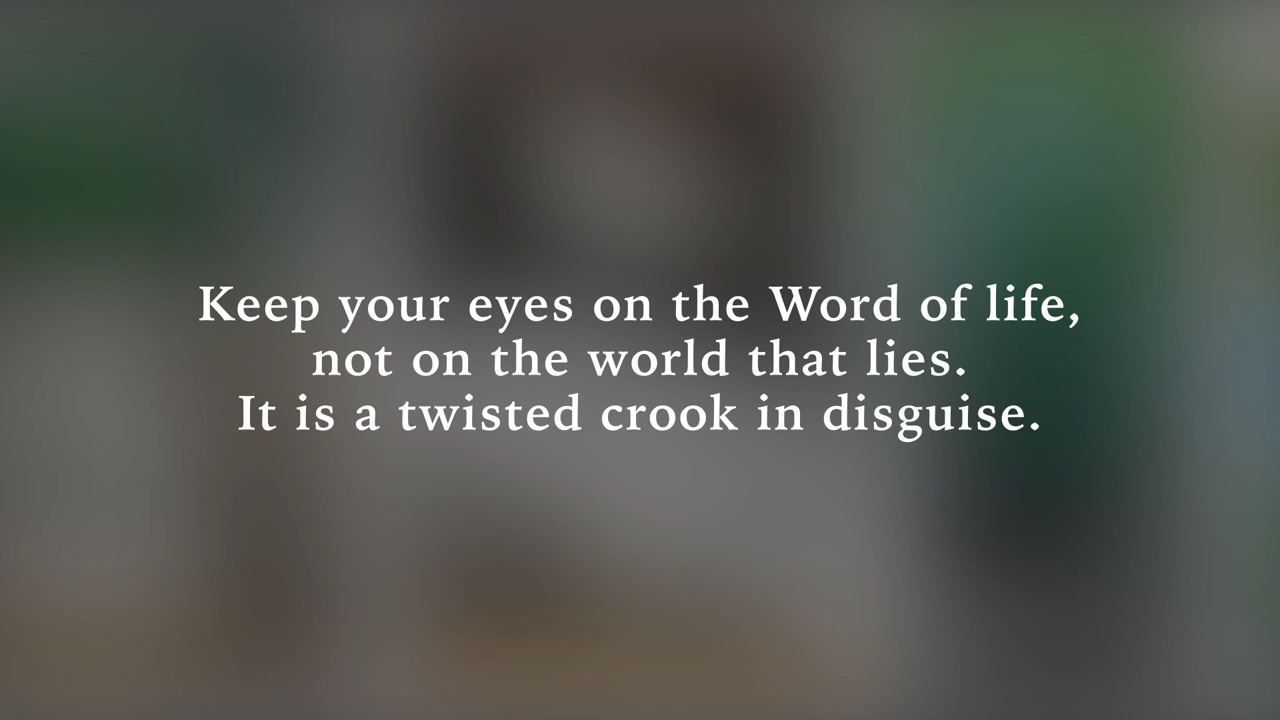 Keep your eyes on the Word of life,
not on the world that lies.
It is a twisted crook in disguise.